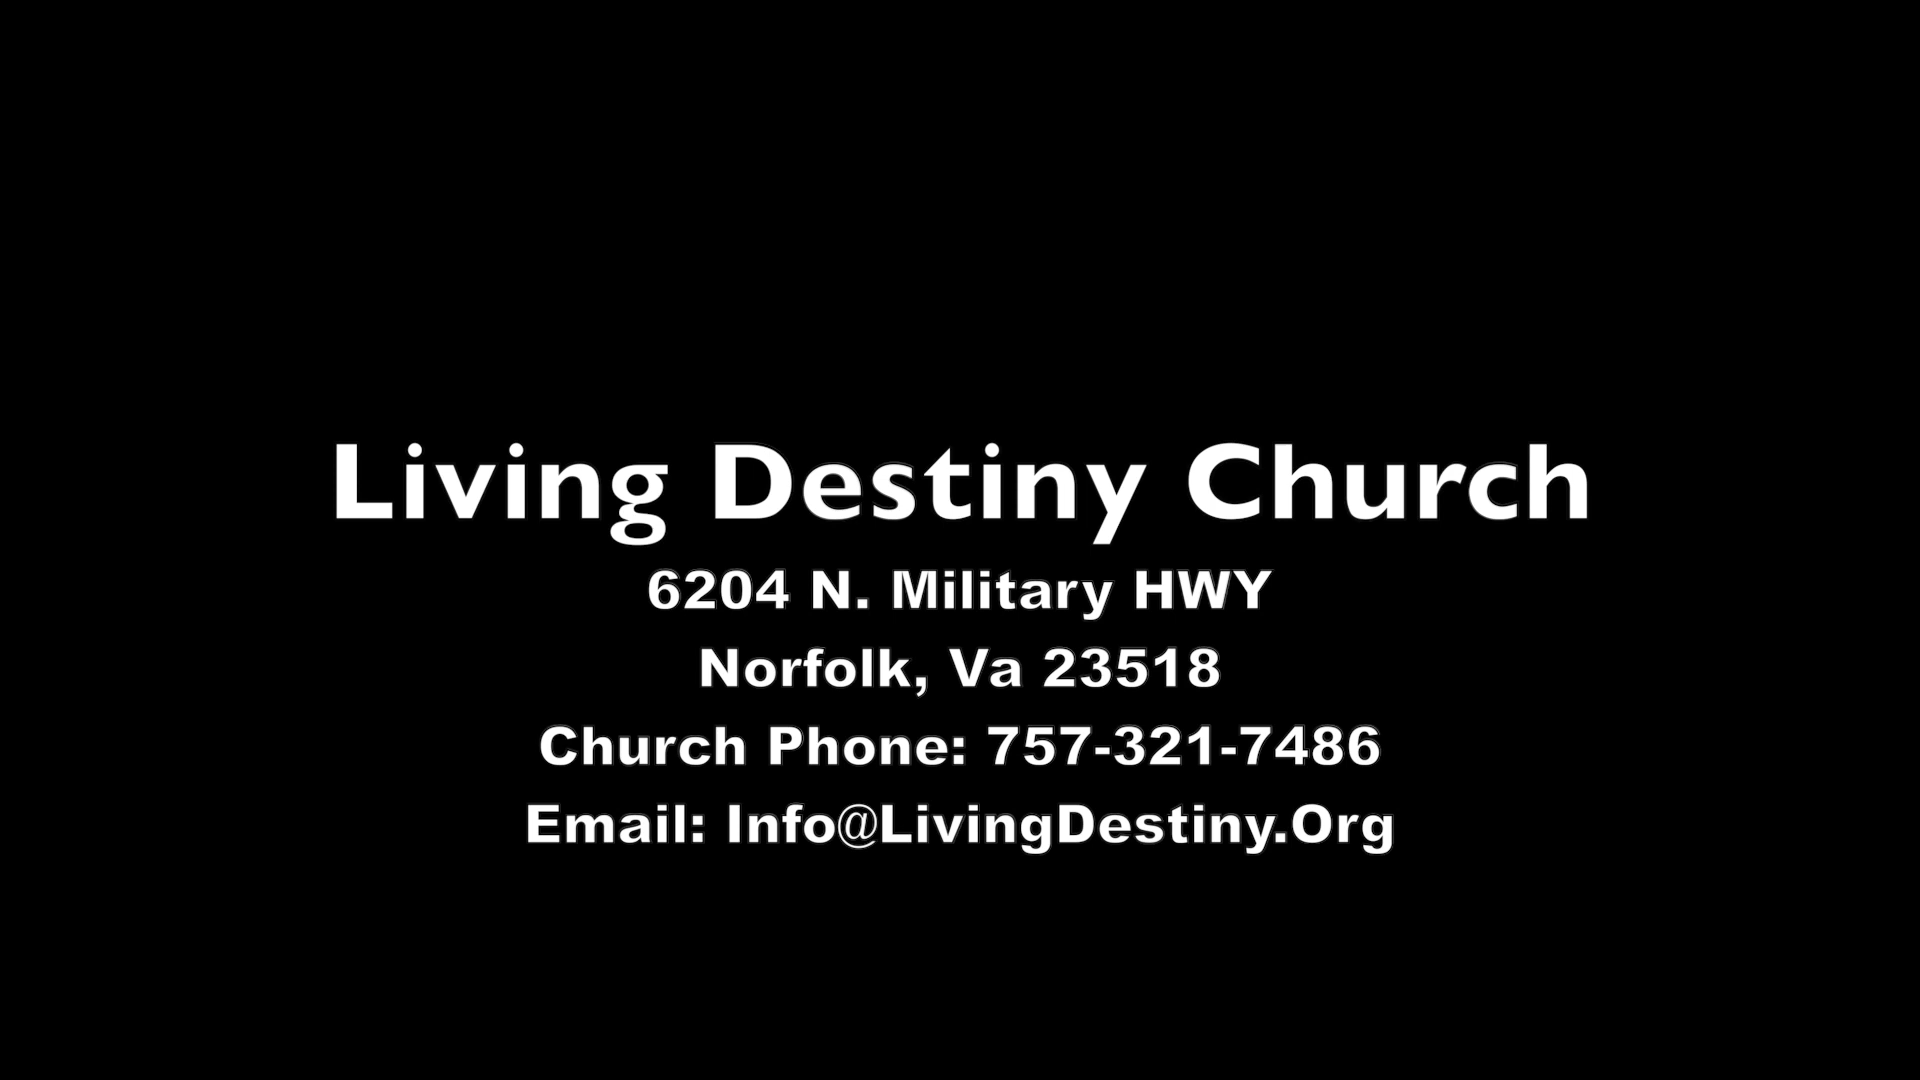 Living Destiny Church
6204 N. Military HWY
Norfolk, Va 23518
Church Phone: 757-321-7486
Email: Info@LivingDestiny.Org